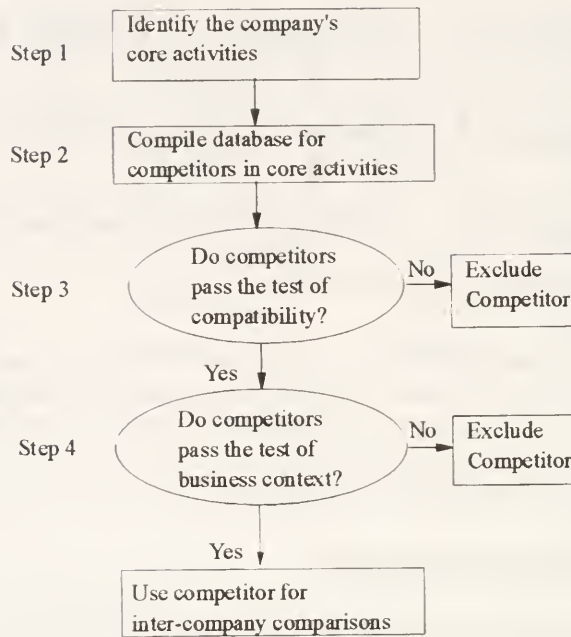 Step 1
Identify the company's
core activities
Step 2
Compile database for
competitors in core activities
Step 3
Do competitors
pass the test of
compatibility?
No
Exclude
Competitor
Yes
Step 4
Do competitors
pass the test of
business context?
No
Exclude
Competitor
Yes
Use competitor for
inter-company comparisons